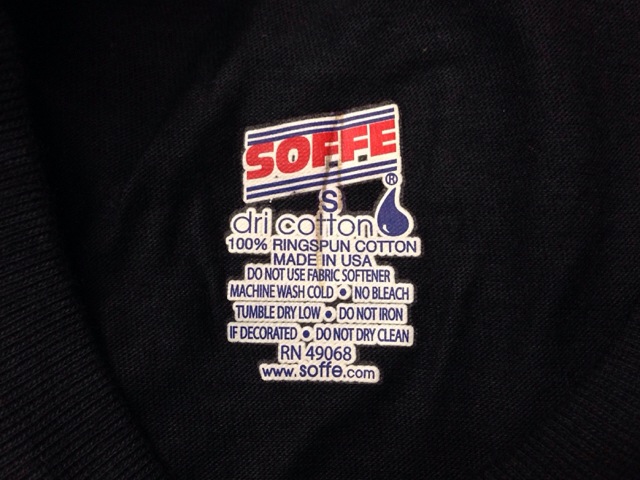 SOFFE
®
S
dri cotton
100% RINGSPUN COTTON
MADE IN USA
DO NOT USE FABRIC SOFTENER
MACHINE WASH COLD • NO BLEACH
TUMBLE DRY LOW • DO NOT IRON
IF DECORATED • DO NOT DRY CLEAN
RN 49068
www.soffe.com